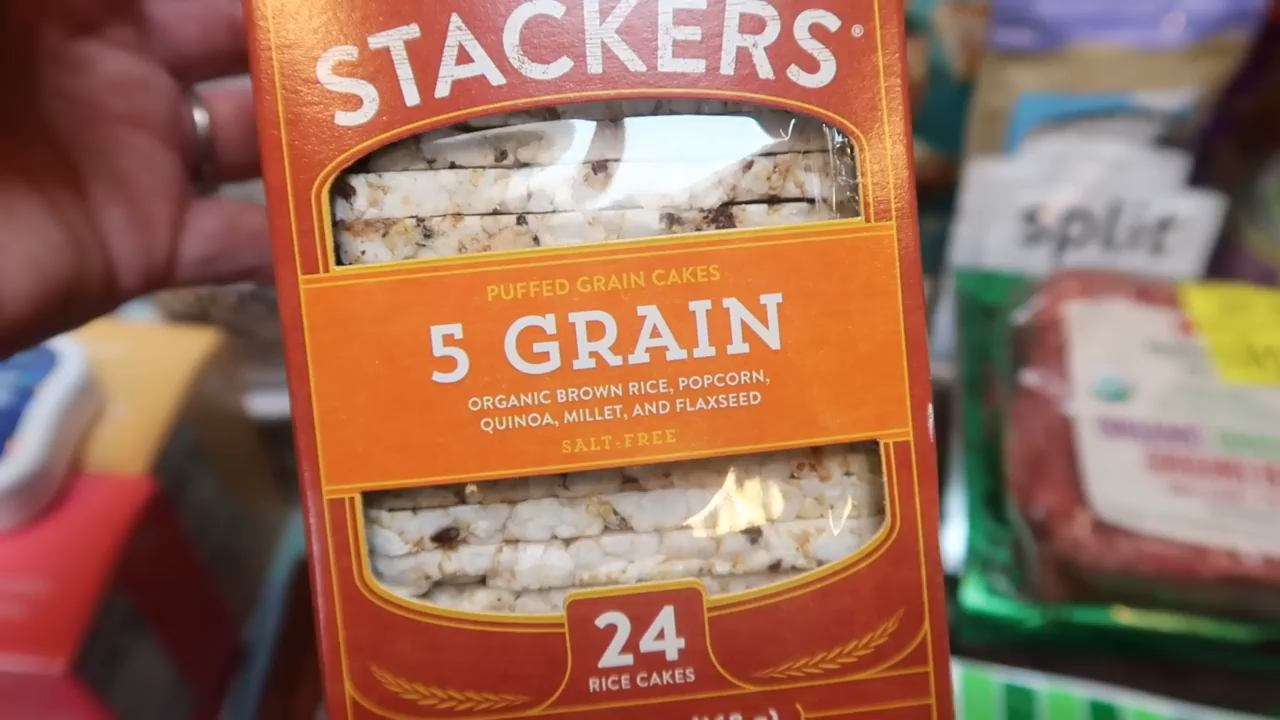 STACKERS®
PUFFED GRAIN CAKES
5 GRAIN
ORGANIC BROWN RICE, POPCORN,
QUINOA, MILLET, AND FLAXSEED
SALT-FREE
24
RICE CAKES
split
ORGANIC